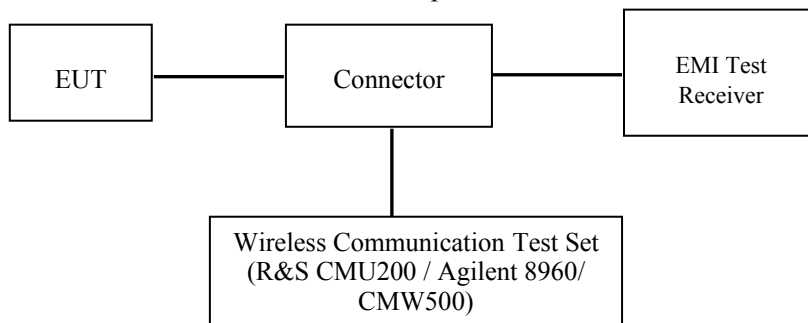 EUT
Connector
EMI Test
Receiver
Wireless Communication Test Set
(R&S CMU200 / Agilent 8960/
CMW500)